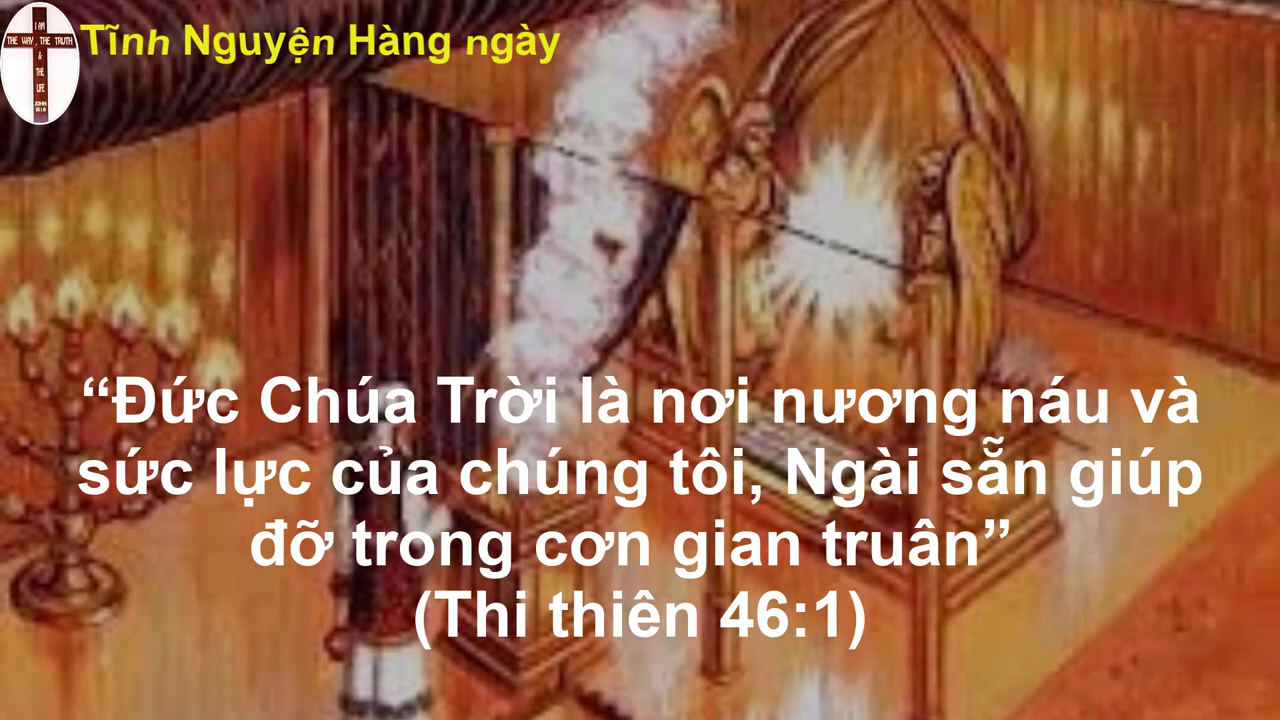 I AM
THE WAY, THE TRUTH
&
THE
LIFE
JOHN
Tĩnh Nguyện Hàng ngày
“Đức Chúa Trời là nơi nương náu và
sức lực của chúng tôi, Ngài sẵn giúp
đỡ trong cơn gian truân”
(Thi thiên 46:1)